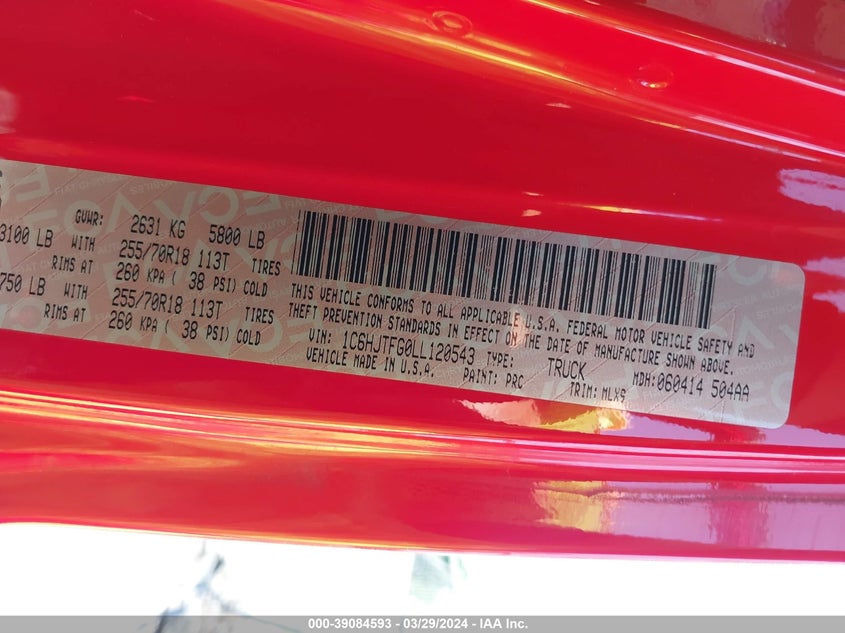 GVWR: 2631 KG 5800 LB
3100 LB WITH 255/70R18 113T TIRES
RIMS AT 260 KPA ( 38 PSI) COLD
750 LB WITH 255/70R18 113T TIRES
RIMS AT 260 KPA ( 38 PSI) COLD
THIS VEHICLE CONFORMS TO ALL APPLICABLE U.S.A. FEDERAL MOTOR VEHICLE SAFETY AND
THEFT PREVENTION STANDARDS IN EFFECT ON THE DATE OF MANUFACTURE SHOWN ABOVE.
VIN: 1C6HJTFG0LL120543 TYPE: TRUCK MDH:060414 504AA
VEHICLE MADE IN U.S.A. PAINT: PRC TRIM: MLX9
000-39084593 - 03/29/2024 - IAA Inc.